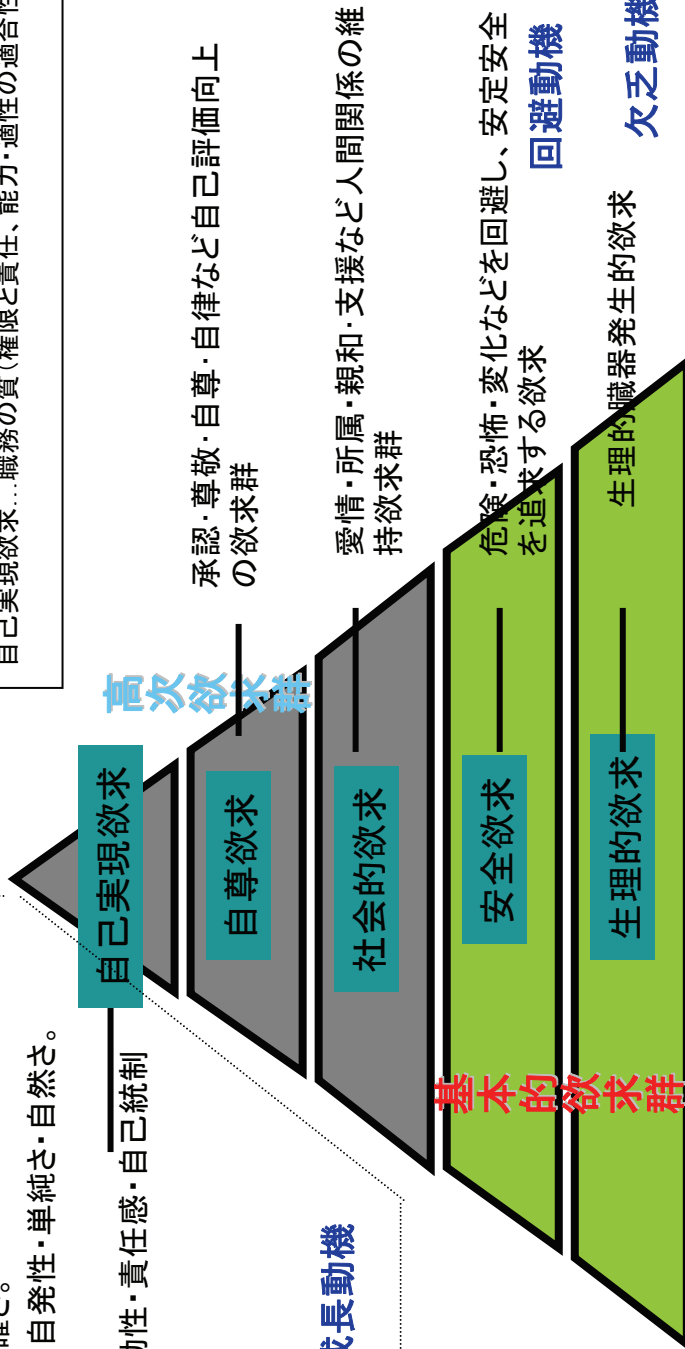 自己実現欲求…職務の質（権限と責任、能力・適性の適合性
確さ。
自発性・単純さ・自然さ。
動性・責任感・自己統制
自己実現欲求
高次欲求群
承認・尊敬・自尊・自律など自己評価向上
の欲求群
自尊欲求
成長動機
愛情・所属・親和・支援など人間関係の維
持欲求群
社会的欲求
危険・恐怖・変化などを回避し、安定安全
を追求する欲求
回避動機
安全欲求
基本的欲求群
生理的臓器発生的欲求
欠乏動機
生理的欲求